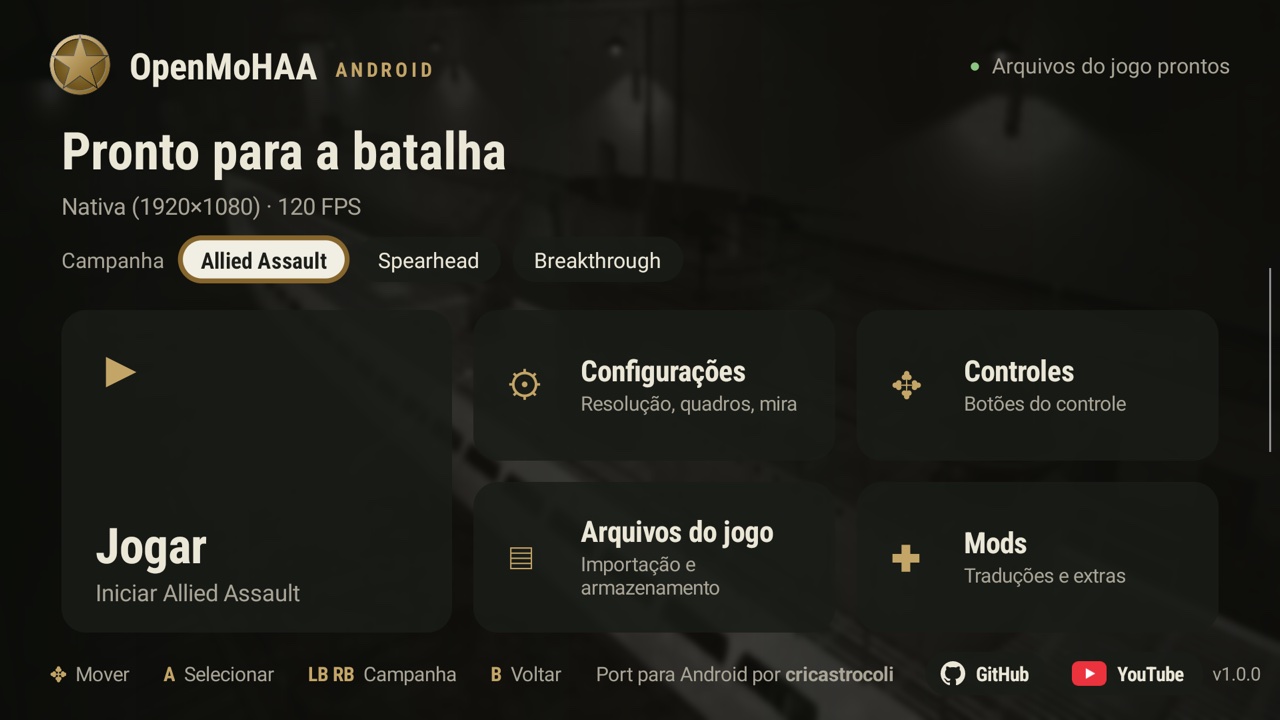 OpenMoHAA ANDROID
Arquivos do jogo prontos
Pronto para a batalha
Nativa (1920×1080) · 120 FPS
Campanha Allied Assault Spearhead Breakthrough
Jogar
Iniciar Allied Assault
Configurações
Resolução, quadros, mira
Controles
Botões do controle
Arquivos do jogo
Importação e
armazenamento
Mods
Traduções e extras
Mover A Selecionar LB RB Campanha B Voltar Port para Android por cricastrocoli GitHub YouTube v1.0.0